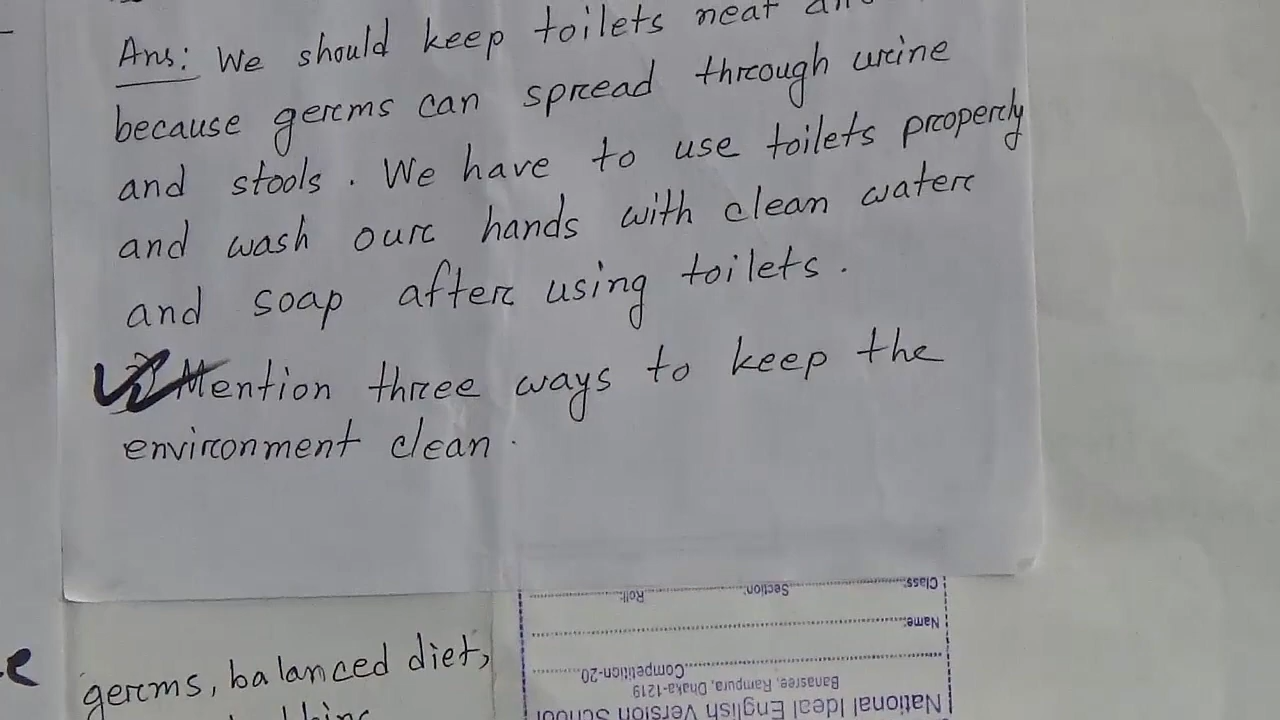 Ans: We should keep toilets neat
because germs can spread through urine
and stools. We have to use toilets properly
and wash our hands with clean water
and soap after using toilets.
Mention three ways to keep the
environment clean.
germs, balanced diet,
Class: Section: Roll:
Name:
Competition-20
Banasree, Rampura, Dhaka-1219
National Ideal English Version School